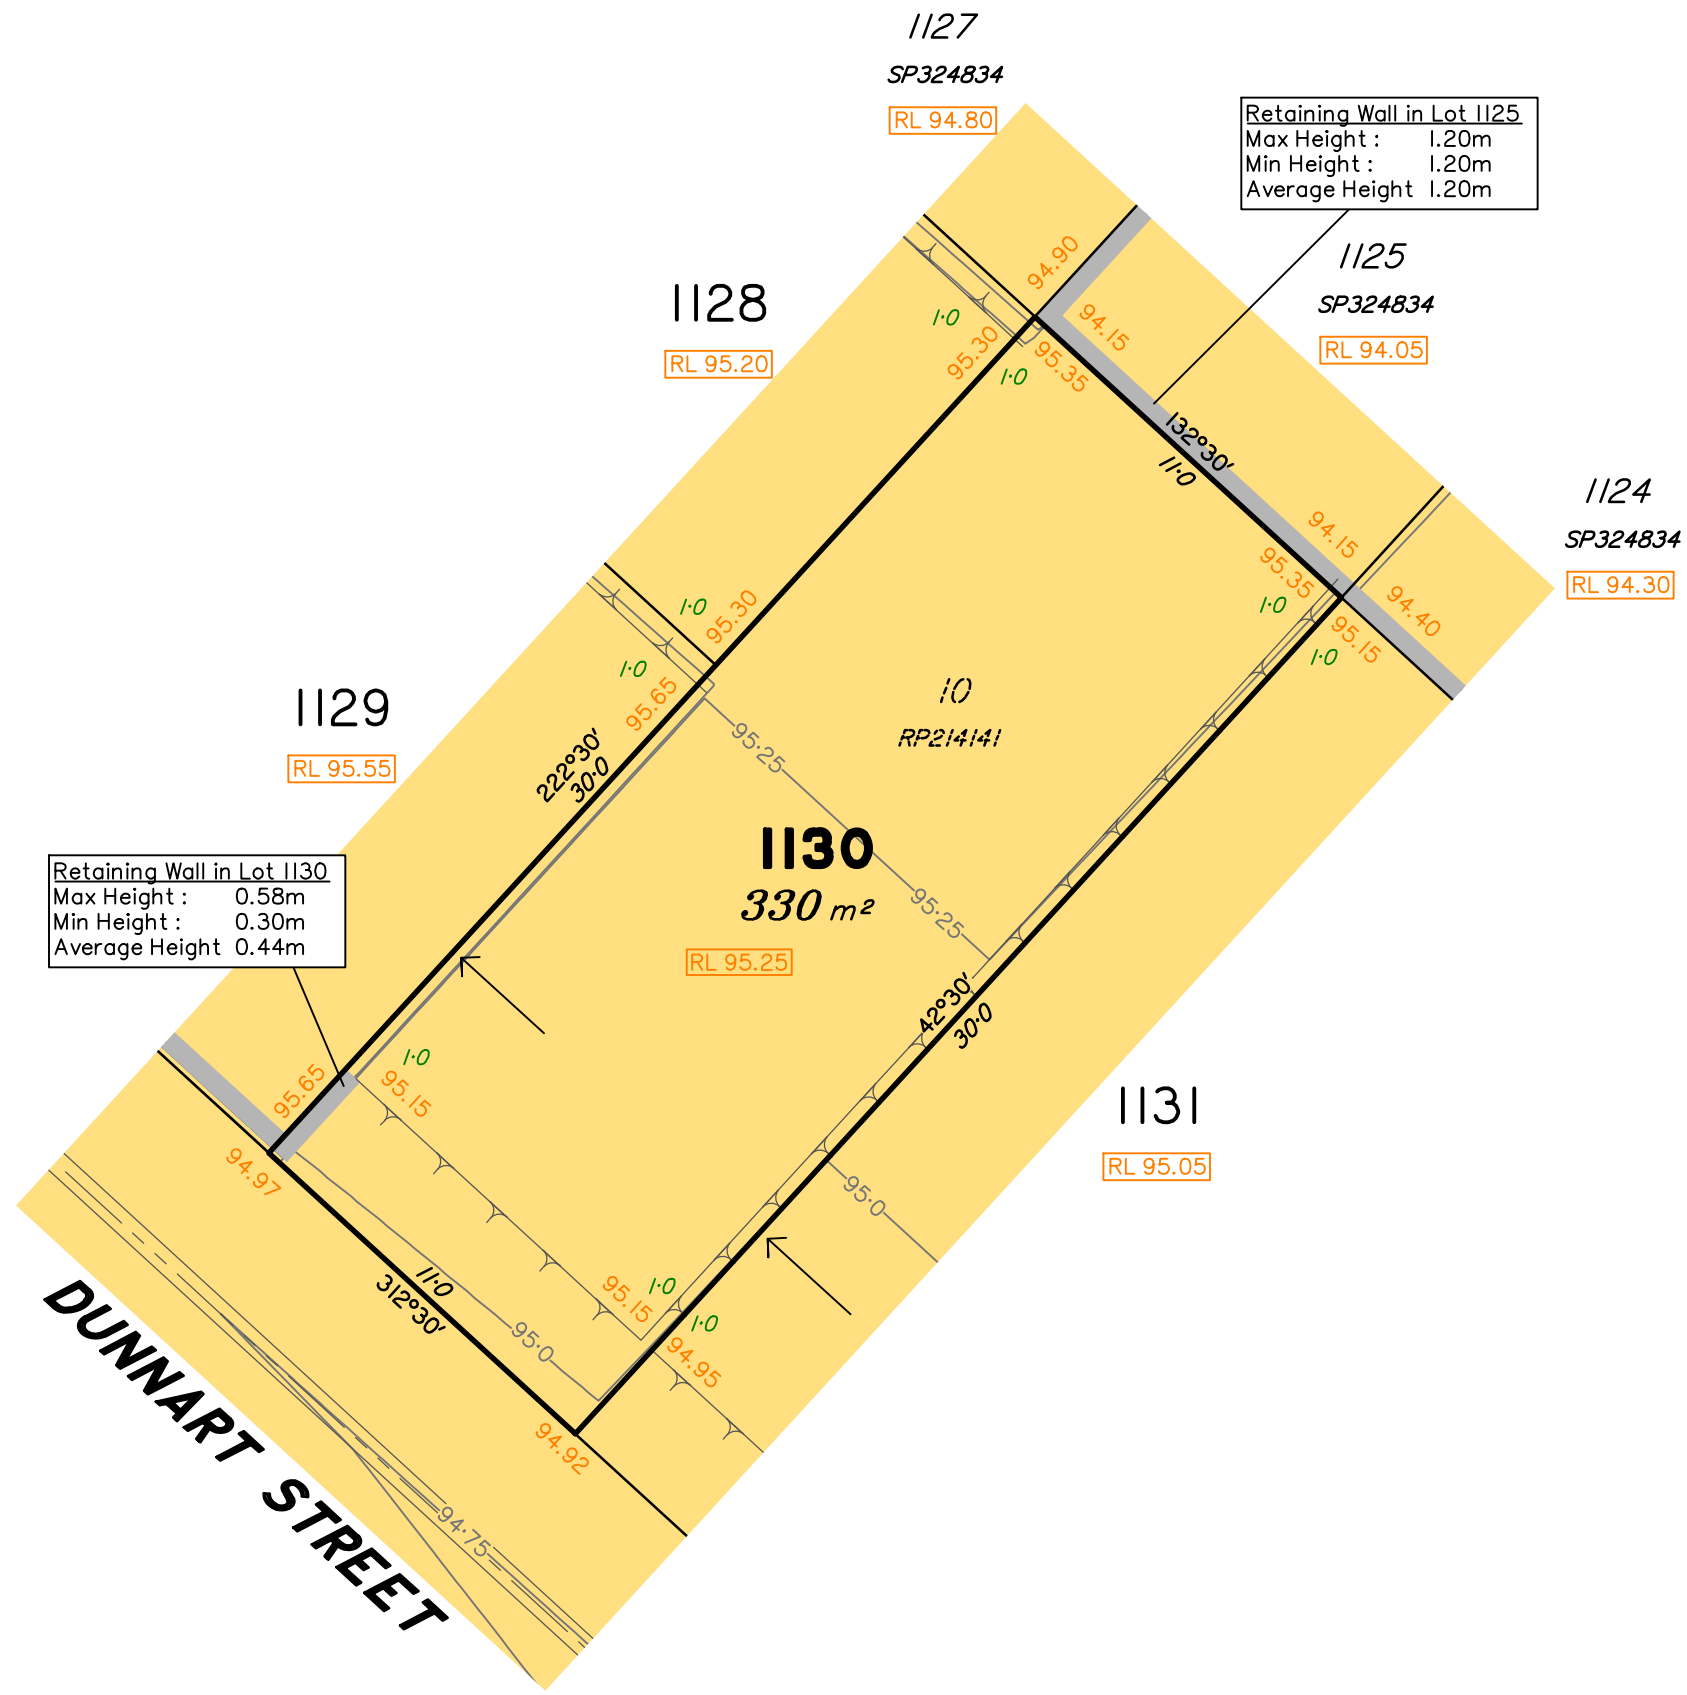 1127
SP324834
RL 94.80
Retaining Wall in Lot 1125
Max Height : 1.20m
Min Height : 1.20m
Average Height 1.20m
1125
SP324834
RL 94.05
94.90
94.15
1128
RL 95.20
1·0
95.30
95.35
1·0
132°30'
11·0
1124
SP324834
RL 94.30
94.15
95.35
94.40
1·0
95.15
1·0
1·0
95.30
1·0
95.65
10
RP214141
1129
RL 95.55
222°30'
30·0
95·25
1130
330 m²
95·25
RL 95.25
Retaining Wall in Lot 1130
Max Height : 0.58m
Min Height : 0.30m
Average Height 0.44m
42°30'
30·0
1·0
95.65
95.15
1131
RL 95.05
94.97
95·0
11·0
312°30'
95.15
1·0
1·0
95·0
94.95
94.92
DUNNART STREET
94·75